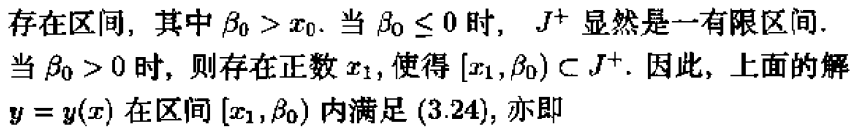 存在区间, 其中 β₀ > x₀. 当 β₀ ≤ 0 时, J⁺ 显然是一有限区间.
当 β₀ > 0 时, 则存在正数 x₁, 使得 [x₁, β₀) ⊂ J⁺. 因此, 上面的解
y = y(x) 在区间 [x₁, β₀) 内满足 (3.24), 亦即